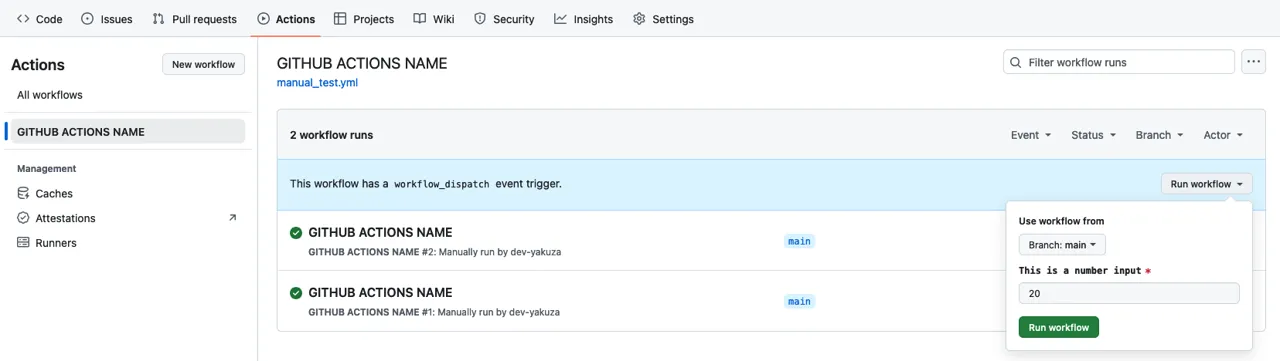 Code Issues Pull requests Actions Projects Wiki Security Insights Settings
Actions
New workflow
All workflows
GITHUB ACTIONS NAME
Management
Caches
Attestations
Runners
GITHUB ACTIONS NAME
manual_test.yml
Filter workflow runs
2 workflow runs
Event Status Branch Actor
This workflow has a workflow_dispatch event trigger.
Run workflow
GITHUB ACTIONS NAME
GITHUB ACTIONS NAME #2: Manually run by dev-yakuza
main
GITHUB ACTIONS NAME
GITHUB ACTIONS NAME #1: Manually run by dev-yakuza
main
Use workflow from
Branch: main
This is a number input *
20
Run workflow